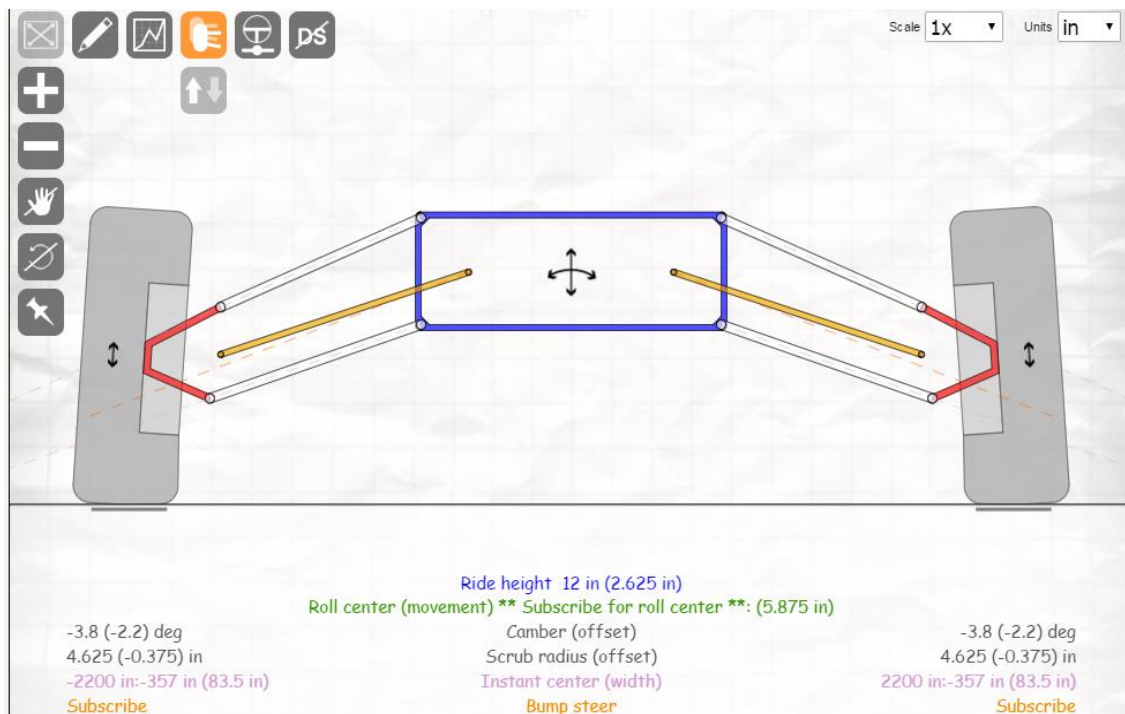 Scale 1x Units in
DS
Ride height 12 in (2.625 in)
Roll center (movement) ** Subscribe for roll center **: (5.875 in)
-3.8 (-2.2) deg Camber (offset) -3.8 (-2.2) deg
4.625 (-0.375) in Scrub radius (offset) 4.625 (-0.375) in
-2200 in:-357 in (83.5 in) Instant center (width) 2200 in:-357 in (83.5 in)
Subscribe Bump steer Subscribe